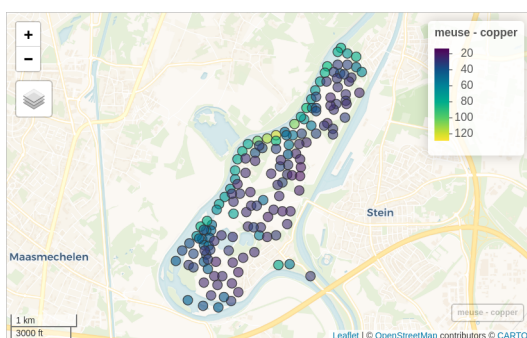 +
−
meuse - copper
20
40
60
80
100
120
Stein
Maasmechelen
meuse - copper
1 km
3000 ft
Leaflet | © OpenStreetMap contributors © CARTO